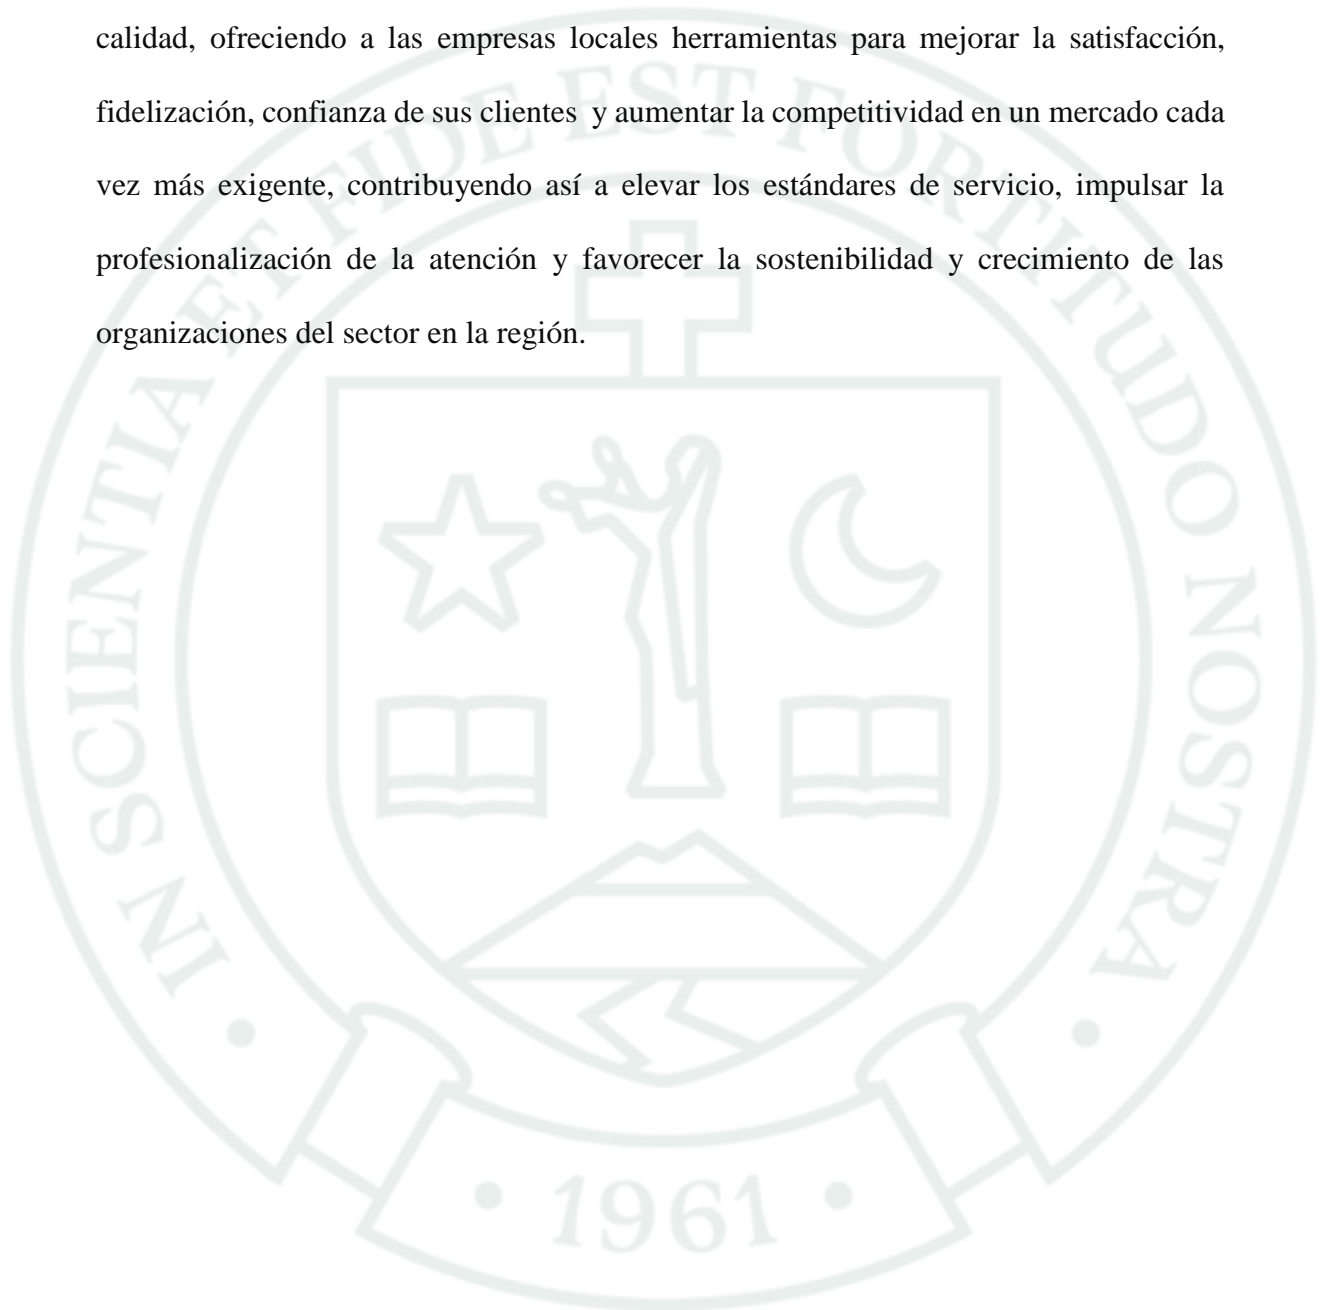 calidad, ofreciendo a las empresas locales herramientas para mejorar la satisfacción,
fidelización, confianza de sus clientes  y aumentar la competitividad en un mercado cada
vez más exigente, contribuyendo así a elevar los estándares de servicio, impulsar la
profesionalización de la atención y favorecer la sostenibilidad y crecimiento de las
organizaciones del sector en la región.
IN SCIENTIA ET FIDE EST FORTITUDO NOSTRA
• 1961 •